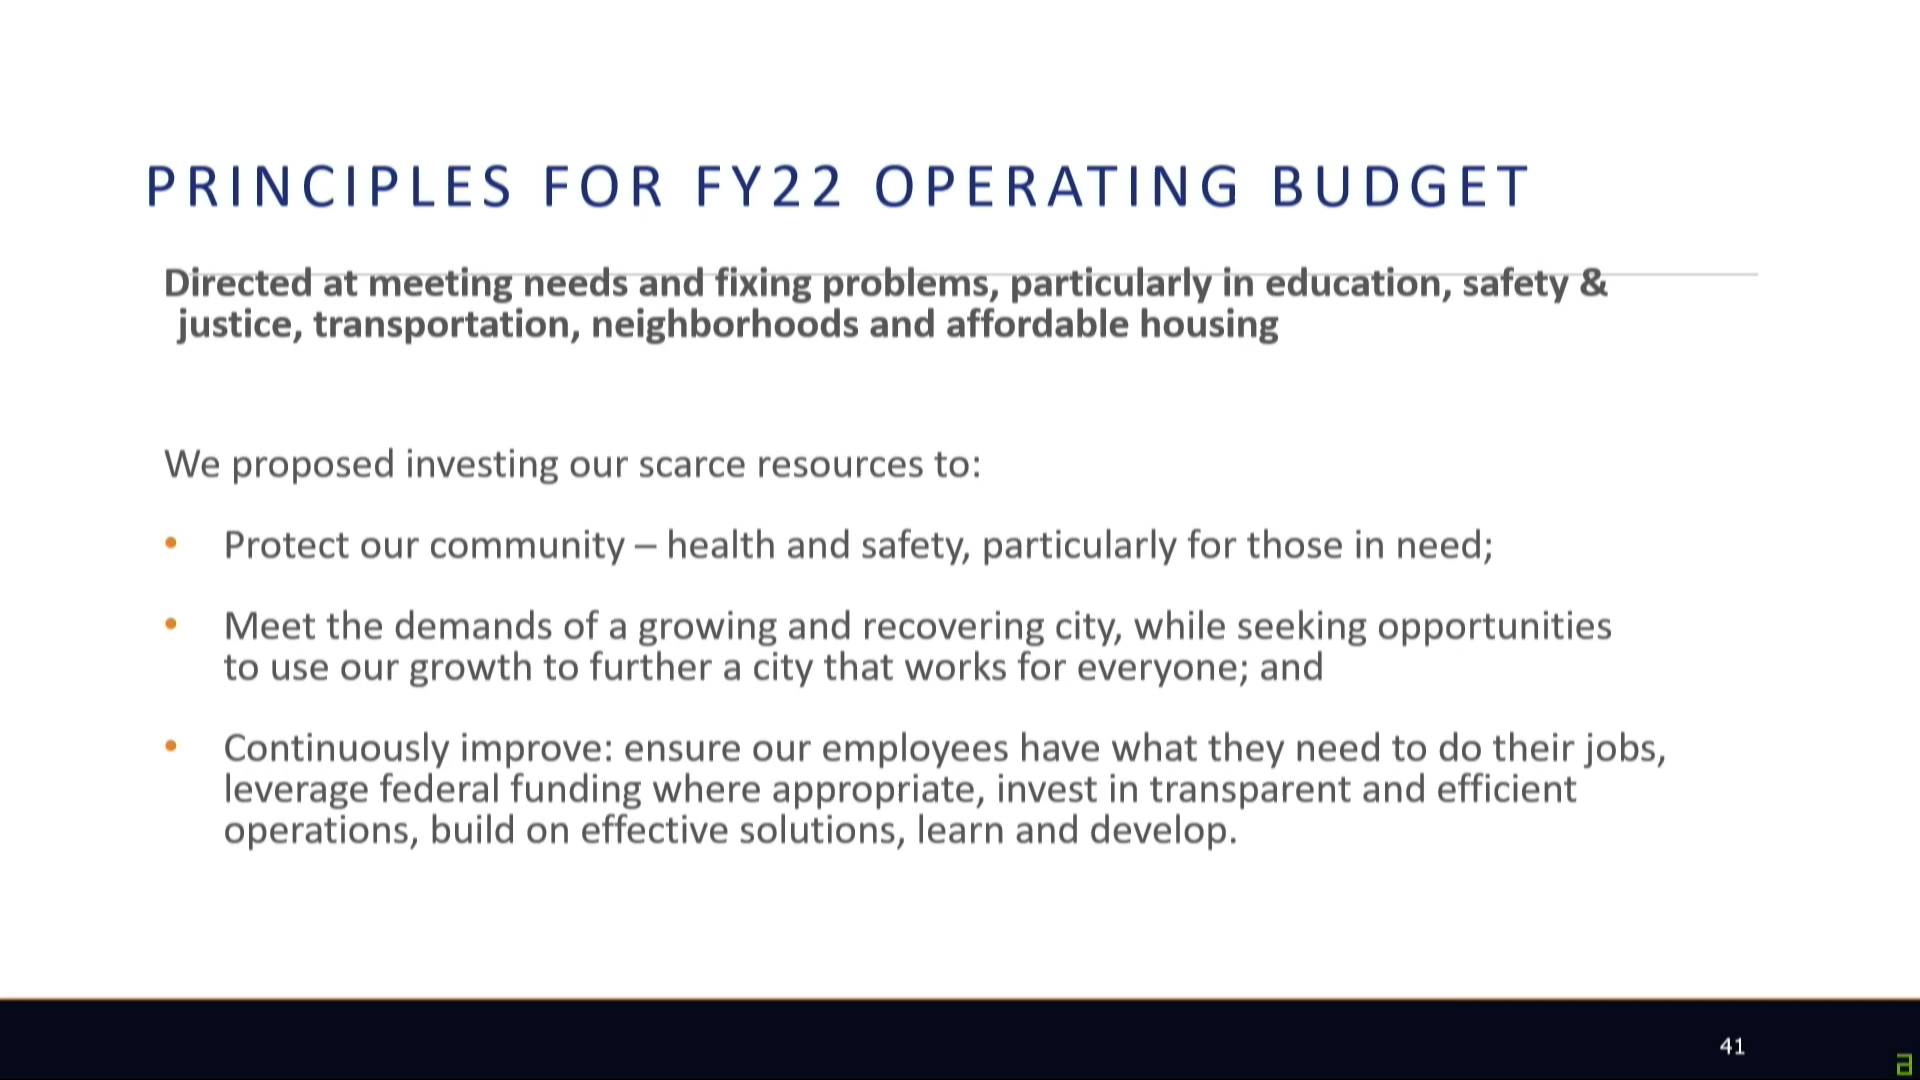 PRINCIPLES FOR FY22 OPERATING BUDGET
Directed at meeting needs and fixing problems, particularly in education, safety &
justice, transportation, neighborhoods and affordable housing
We proposed investing our scarce resources to:
• Protect our community – health and safety, particularly for those in need;
• Meet the demands of a growing and recovering city, while seeking opportunities
to use our growth to further a city that works for everyone; and
• Continuously improve: ensure our employees have what they need to do their jobs,
leverage federal funding where appropriate, invest in transparent and efficient
operations, build on effective solutions, learn and develop.
41
a